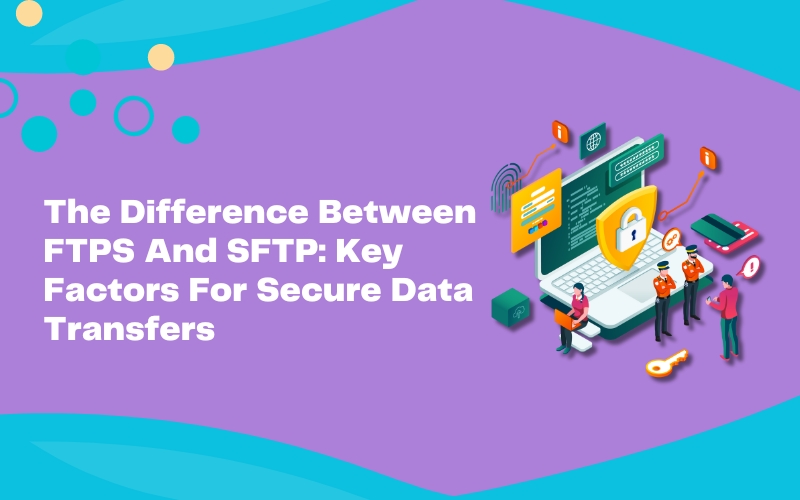 The Difference Between
FTPS And SFTP: Key
Factors For Secure Data
Transfers